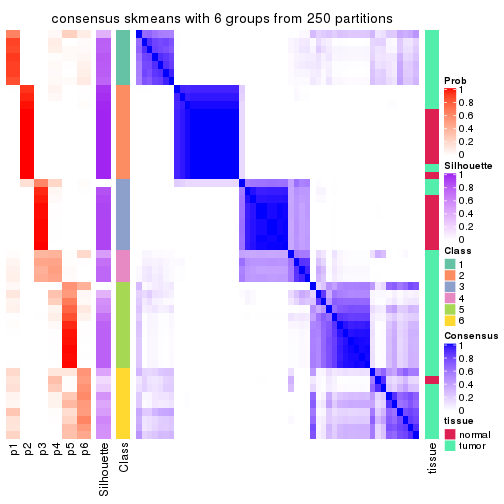 consensus skmeans with 6 groups from 250 partitions
Prob
1
0.8
0.6
0.4
0.2
0
Silhouette
1
0.8
0.6
0.4
0.2
0
Class
1
2
3
4
5
6
Consensus
1
0.8
0.6
0.4
0.2
0
tissue
normal
tumor
p1
p2
p3
p4
p5
p6
Silhouette
Class
tissue